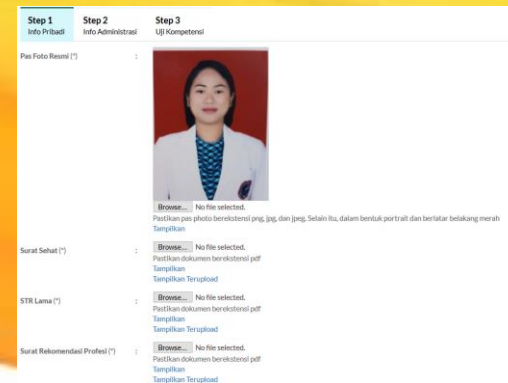 Step 1
Info Pribadi
Step 2
Info Administrasi
Step 3
Uji Kompetensi
Pas Foto Resmi (*) :
Browse... No file selected.
Pastikan pas photo berekstensi png, jpg, dan jpeg. Selain itu, dalam bentuk portrait dan berlatar belakang merah
Tampilkan
Surat Sehat (*) : Browse... No file selected.
Pastikan dokumen berekstensi pdf
Tampilkan
Tampilkan Terupload
STR Lama (*) : Browse... No file selected.
Pastikan dokumen berekstensi pdf
Tampilkan
Tampilkan Terupload
Surat Rekomendasi Profesi (*) : Browse... No file selected.
Pastikan dokumen berekstensi pdf
Tampilkan
Tampilkan Terupload